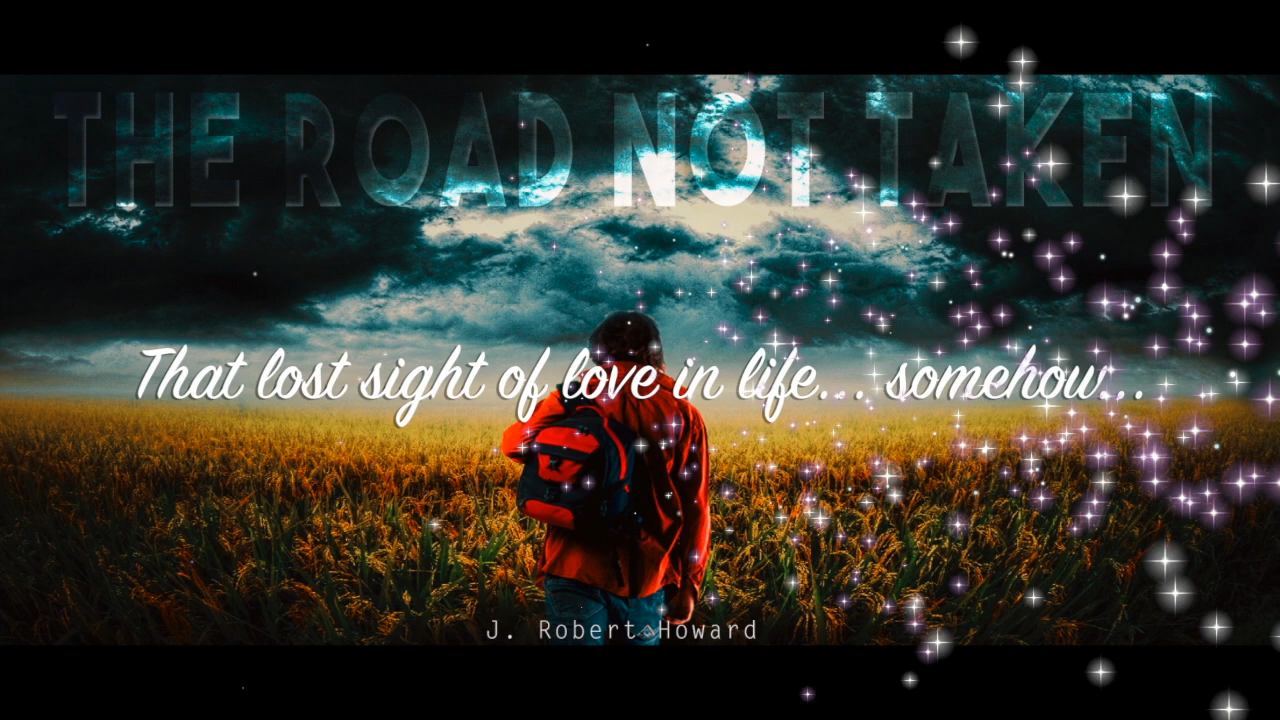 THE ROAD NOT TAKEN
That lost sight of love in life... somehow...
J. Robert Howard